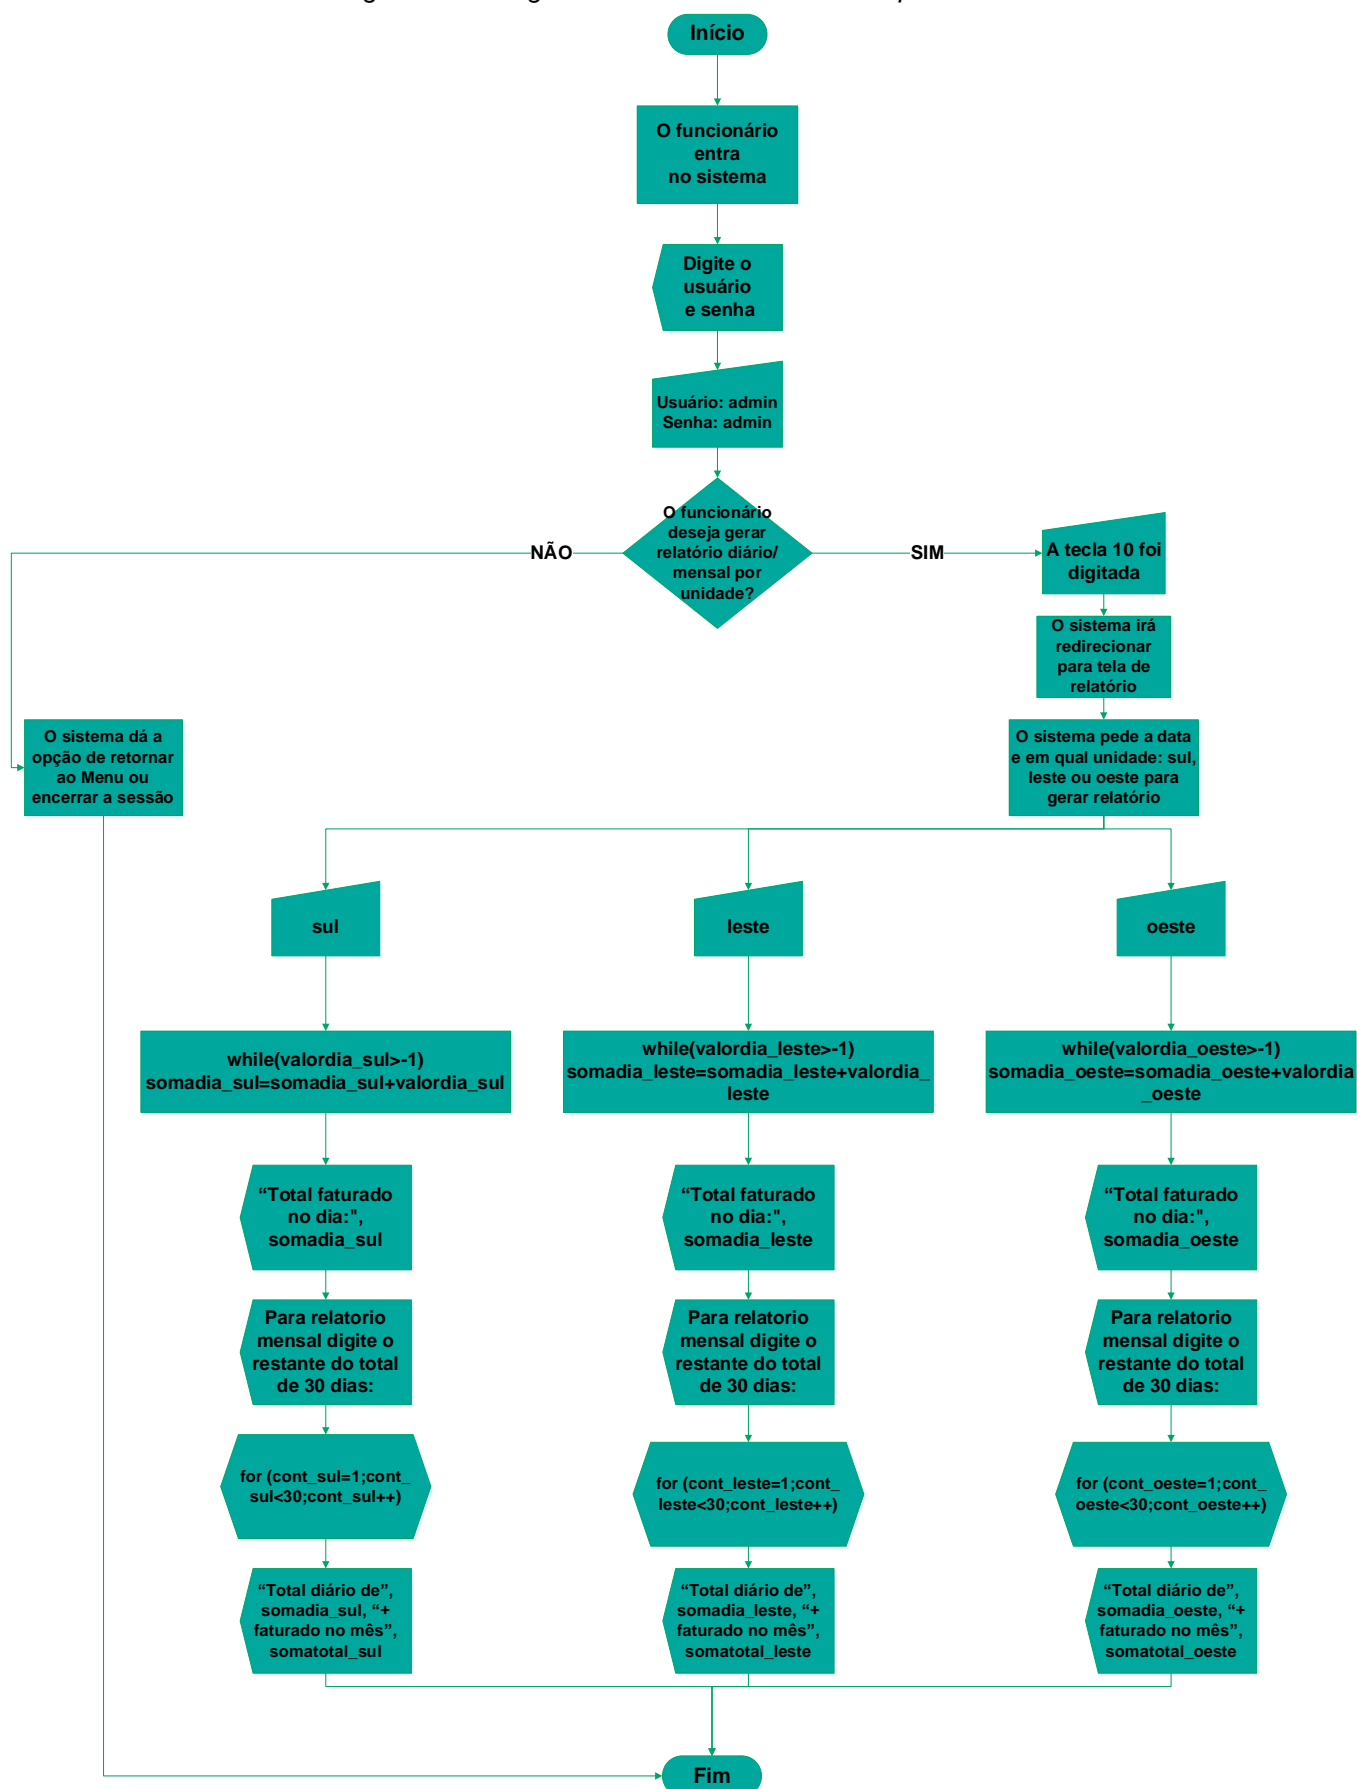 Início
O funcionário
entra
no sistema
Digite o
usuário
e senha
Usuário: admin
Senha: admin
O funcionário
deseja gerar
relatório diário/
mensal por
unidade?
NÃO
SIM
A tecla 10 foi
digitada
O sistema irá
redirecionar
para tela de
relatório
O sistema dá a
opção de retornar
ao Menu ou
encerrar a sessão
O sistema pede a data
e em qual unidade: sul,
leste ou oeste para
gerar relatório
sul
leste
oeste
while(valordia_sul>-1)
somadia_sul=somadia_sul+valordia_sul
while(valordia_leste>-1)
somadia_leste=somadia_leste+valordia_
leste
while(valordia_oeste>-1)
somadia_oeste=somadia_oeste+valordia
_oeste
“Total faturado
no dia:",
somadia_sul
“Total faturado
no dia:",
somadia_leste
“Total faturado
no dia:",
somadia_oeste
Para relatorio
mensal digite o
restante do total
de 30 dias:
Para relatorio
mensal digite o
restante do total
de 30 dias:
Para relatorio
mensal digite o
restante do total
de 30 dias:
for (cont_sul=1;cont_
sul<30;cont_sul++)
for (cont_leste=1;cont_
leste<30;cont_leste++)
for (cont_oeste=1;cont_
oeste<30;cont_oeste++)
“Total diário de”,
somadia_sul, “+
faturado no mês”,
somatotal_sul
“Total diário de”,
somadia_leste, “+
faturado no mês”,
somatotal_leste
“Total diário de”,
somadia_oeste, “+
faturado no mês”,
somatotal_oeste
Fim